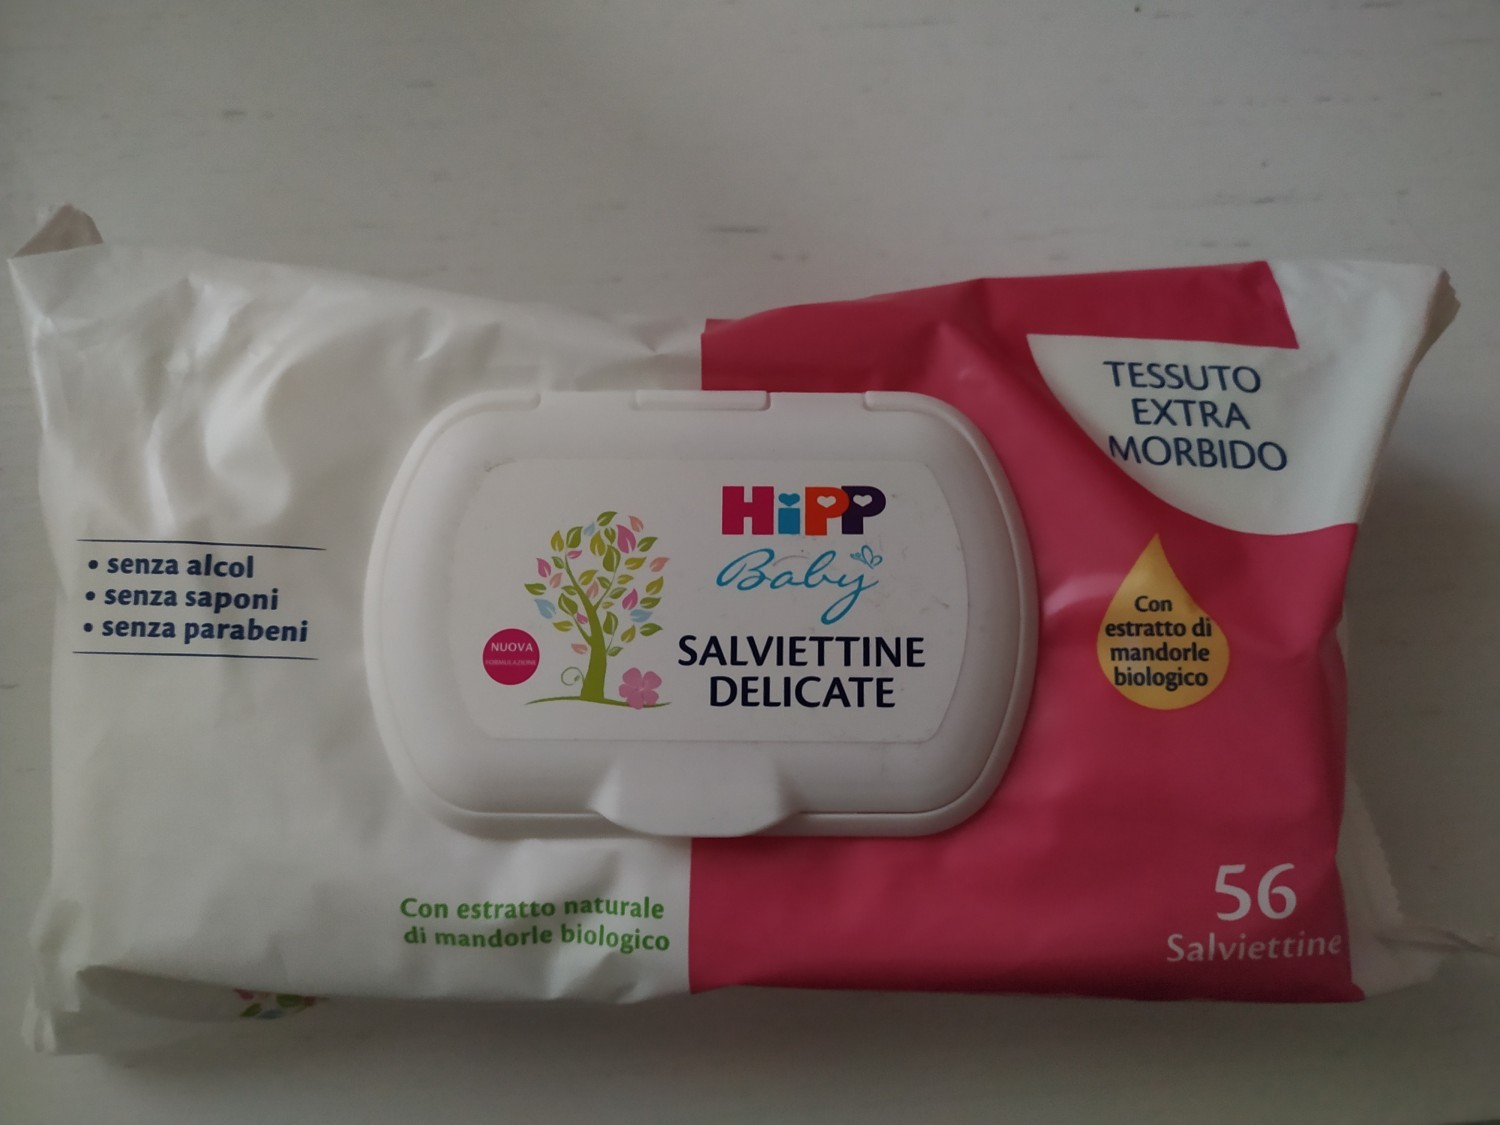 TESSUTO
EXTRA
MORBIDO
HiPP
Baby
SALVIETTINE
DELICATE
NUOVA
FORMULAZIONE
• senza alcol
• senza saponi
• senza parabeni
Con
estratto di
mandorle
biologico
Con estratto naturale
di mandorle biologico
56
Salviettine